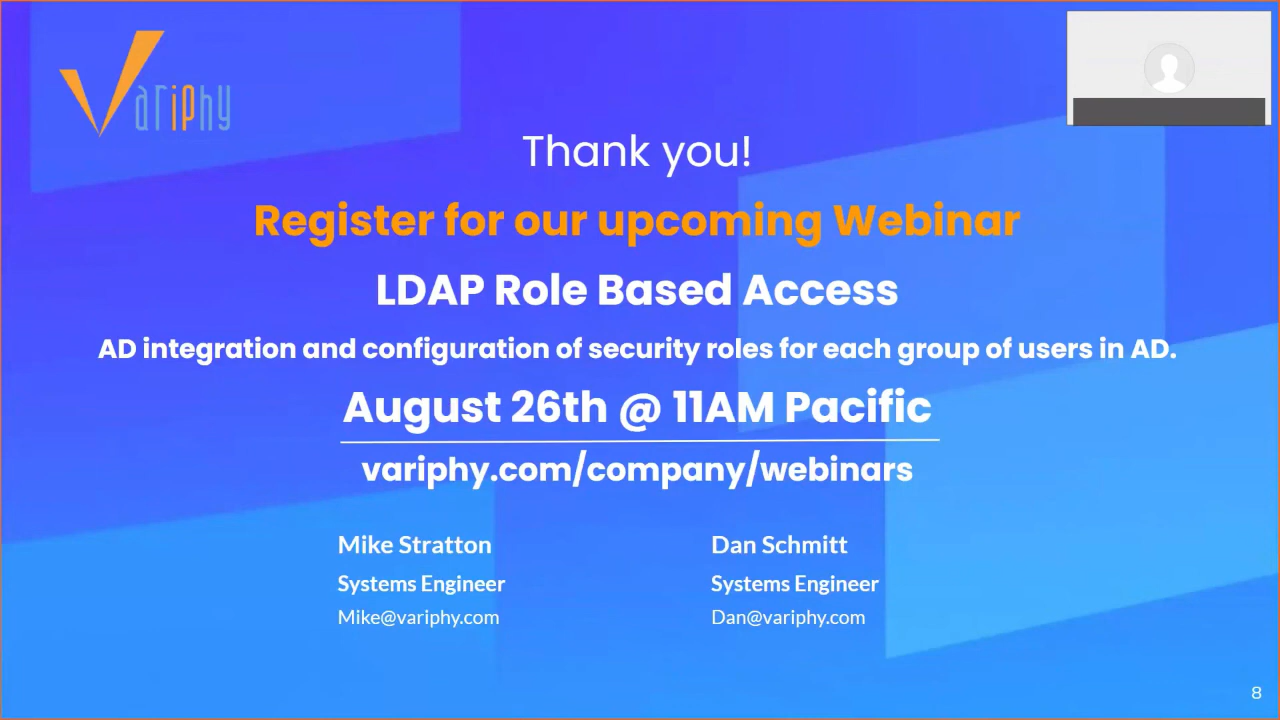 Variphy
Thank you!
Register for our upcoming Webinar
LDAP Role Based Access
AD integration and configuration of security roles for each group of users in AD.
August 26th @ 11AM Pacific
variphy.com/company/webinars
Mike Stratton
Systems Engineer
Mike@variphy.com
Dan Schmitt
Systems Engineer
Dan@variphy.com
8